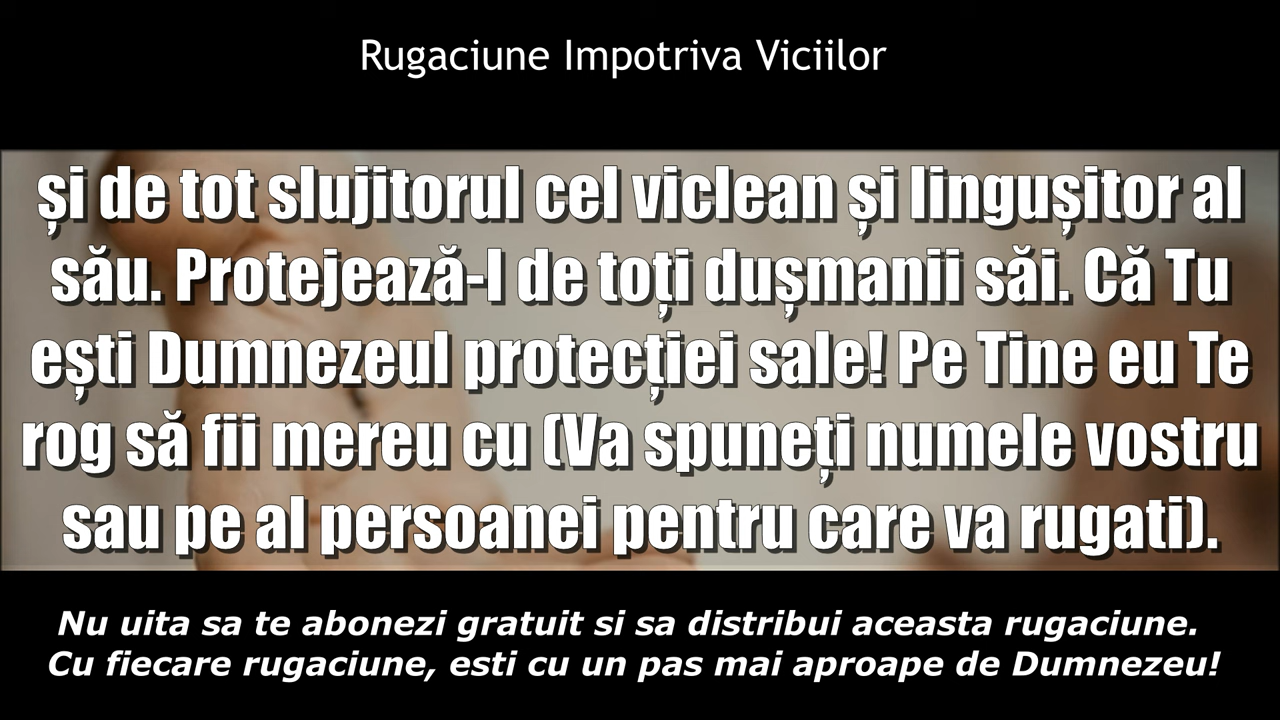 Rugaciune Impotriva Viciilor
și de tot slujitorul cel viclean și lingușitor al
său. Protejează-l de toți dușmanii săi. Că Tu
ești Dumnezeul protecției sale! Pe Tine eu Te
rog să fii mereu cu (Va spuneți numele vostru
sau pe al persoanei pentru care va rugati).
Nu uita sa te abonezi gratuit si sa distribui aceasta rugaciune.
Cu fiecare rugaciune, esti cu un pas mai aproape de Dumnezeu!